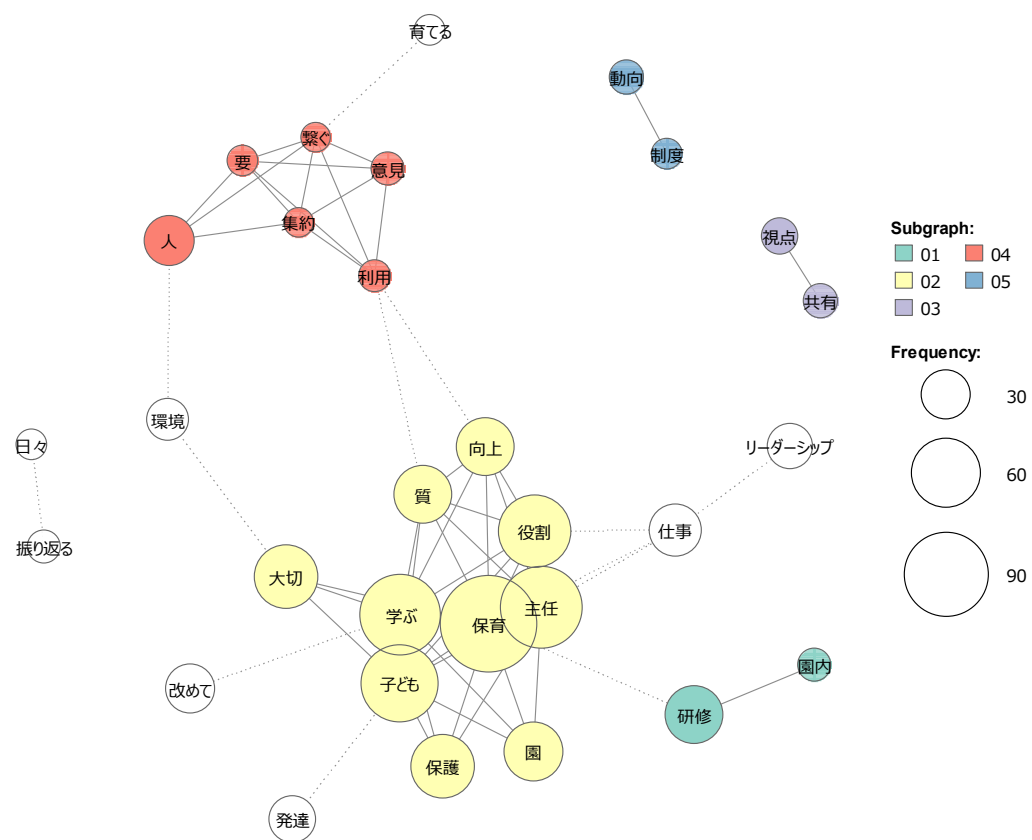 育てる
動向
繋ぐ
制度
要
意見
集約
人
視点
利用
共有
Subgraph:
01
04
02
05
03
Frequency:
30
60
90
環境
日々
向上
リーダーシップ
質
役割
仕事
振り返る
大切
学ぶ
保育
主任
園内
改めて
子ども
研修
保護
園
発達